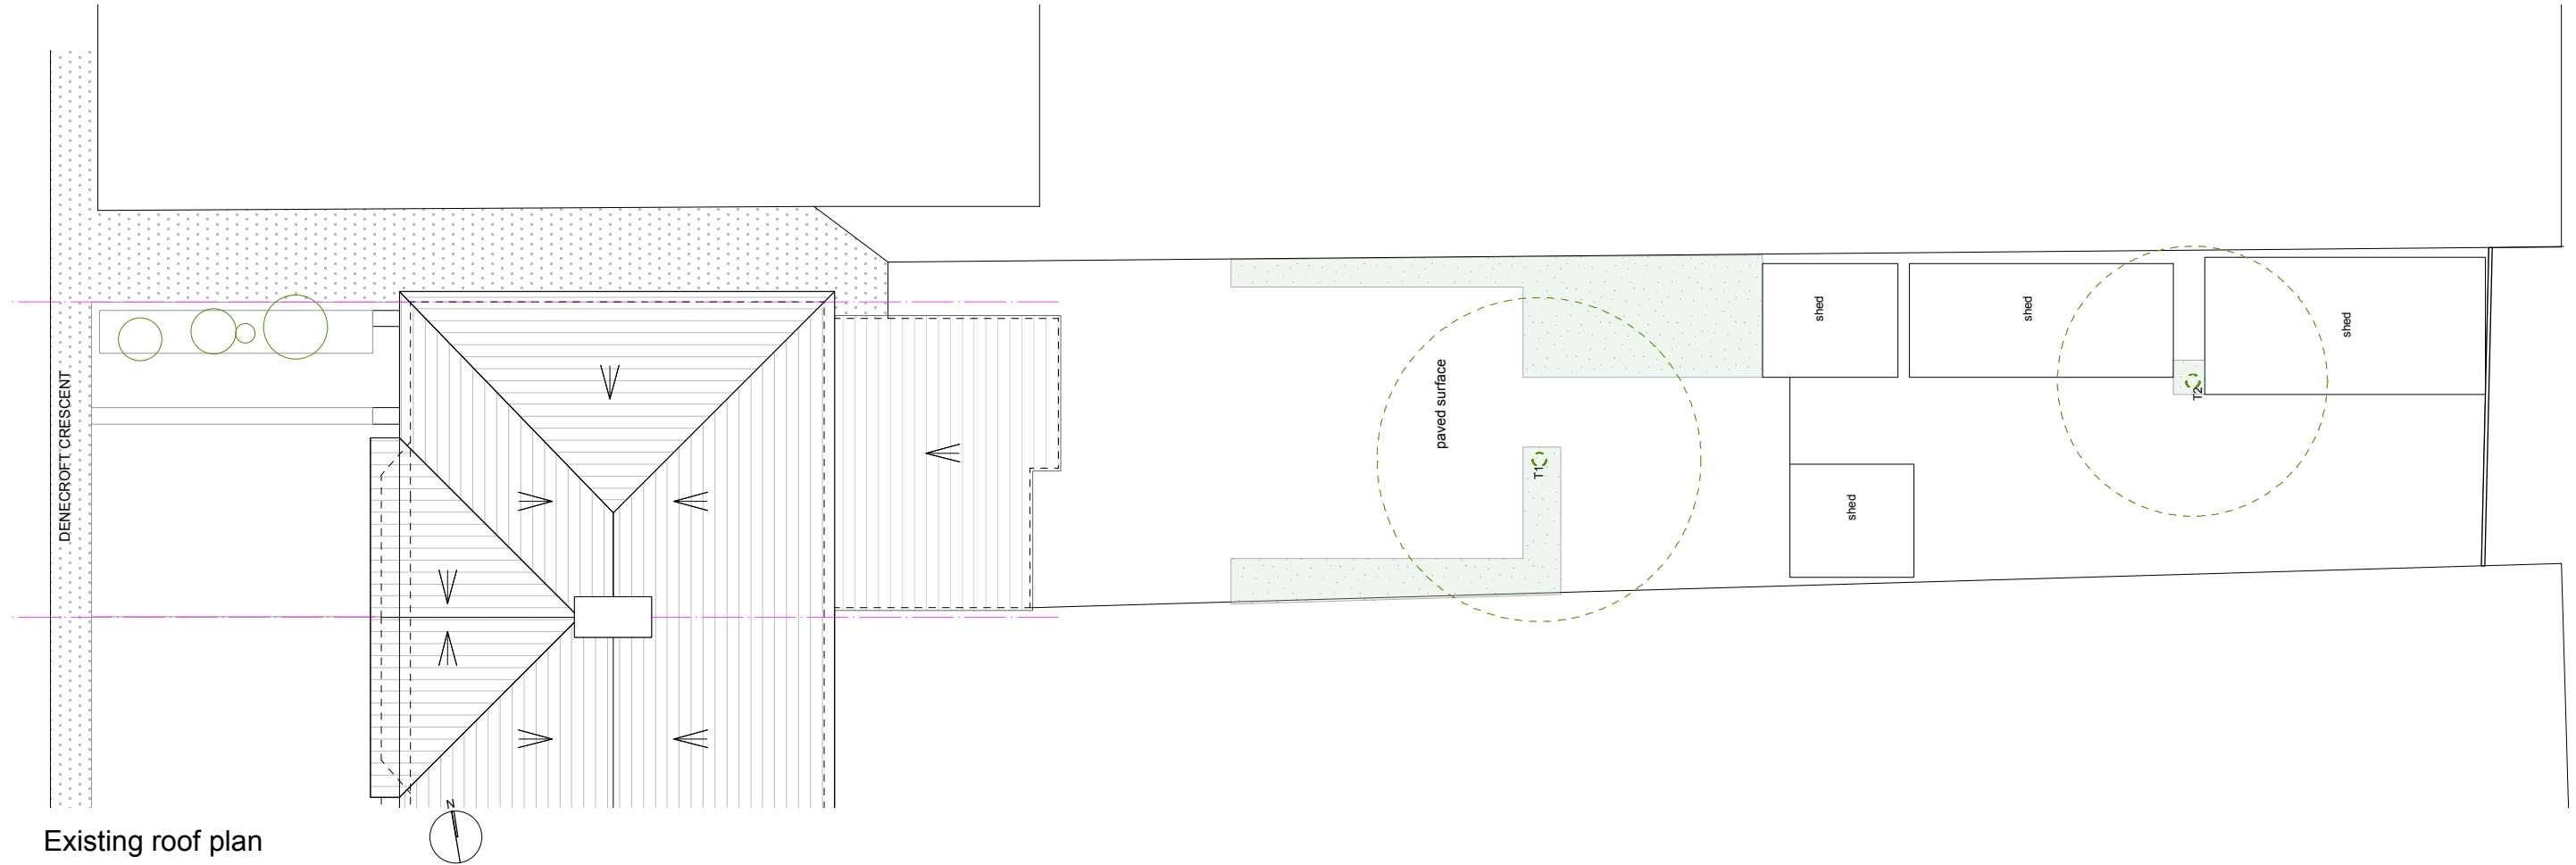 DENECROFT CRESCENT
paved surface
T1
shed
shed
shed
shed
T2
N
Existing roof plan